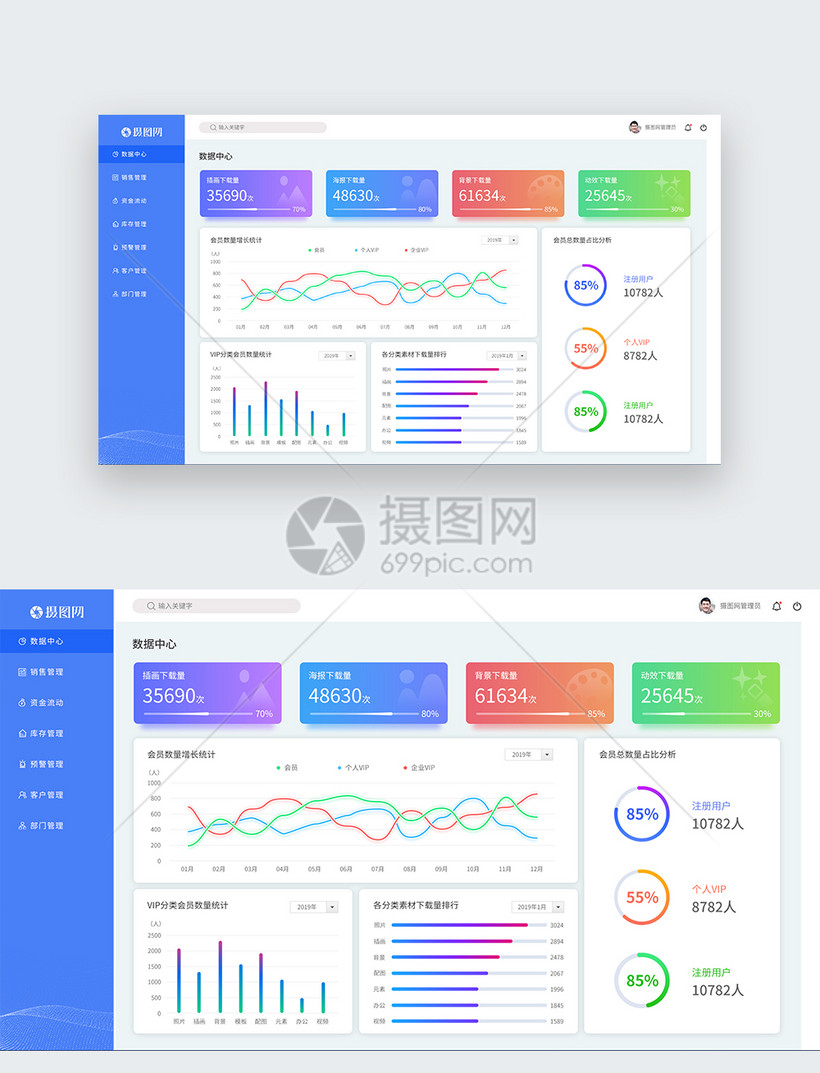 摄图网
输入关键字
摄图网管理员
数据中心
销售管理
资金流动
库存管理
预警管理
客户管理
部门管理
数据中心
插画下载量
35690次
70%
海报下载量
48630次
80%
背景下载量
61634次
85%
动效下载量
25645次
30%
会员数量增长统计
2019年
会员 个人VIP 企业VIP
(人)
1000
800
600
400
200
0
01月 02月 03月 04月 05月 06月 07月 08月 09月 10月 11月 12月
会员总数量占比分析
85%
注册用户
10782人
55%
个人VIP
8782人
85%
注册用户
10782人
VIP分类会员数量统计
2019年
(人)
2500
2000
1500
1000
500
0
照片 插画 背景 模板 配图 元素 办公 视频
各分类素材下载量排行
2019年1月
照片 3024
插画 2894
背景 2478
配图 2067
元素 1996
办公 1845
视频 1589
摄图网
699pic.com
摄图网
输入关键字
摄图网管理员
数据中心
销售管理
资金流动
库存管理
预警管理
客户管理
部门管理
数据中心
插画下载量
35690次
70%
海报下载量
48630次
80%
背景下载量
61634次
85%
动效下载量
25645次
30%
会员数量增长统计
2019年
会员 个人VIP 企业VIP
(人)
1000
800
600
400
200
0
01月 02月 03月 04月 05月 06月 07月 08月 09月 10月 11月 12月
会员总数量占比分析
85%
注册用户
10782人
55%
个人VIP
8782人
85%
注册用户
10782人
VIP分类会员数量统计
2019年
(人)
2500
2000
1500
1000
500
0
照片 插画 背景 模板 配图 元素 办公 视频
各分类素材下载量排行
2019年1月
照片 3024
插画 2894
背景 2478
配图 2067
元素 1996
办公 1845
视频 1589